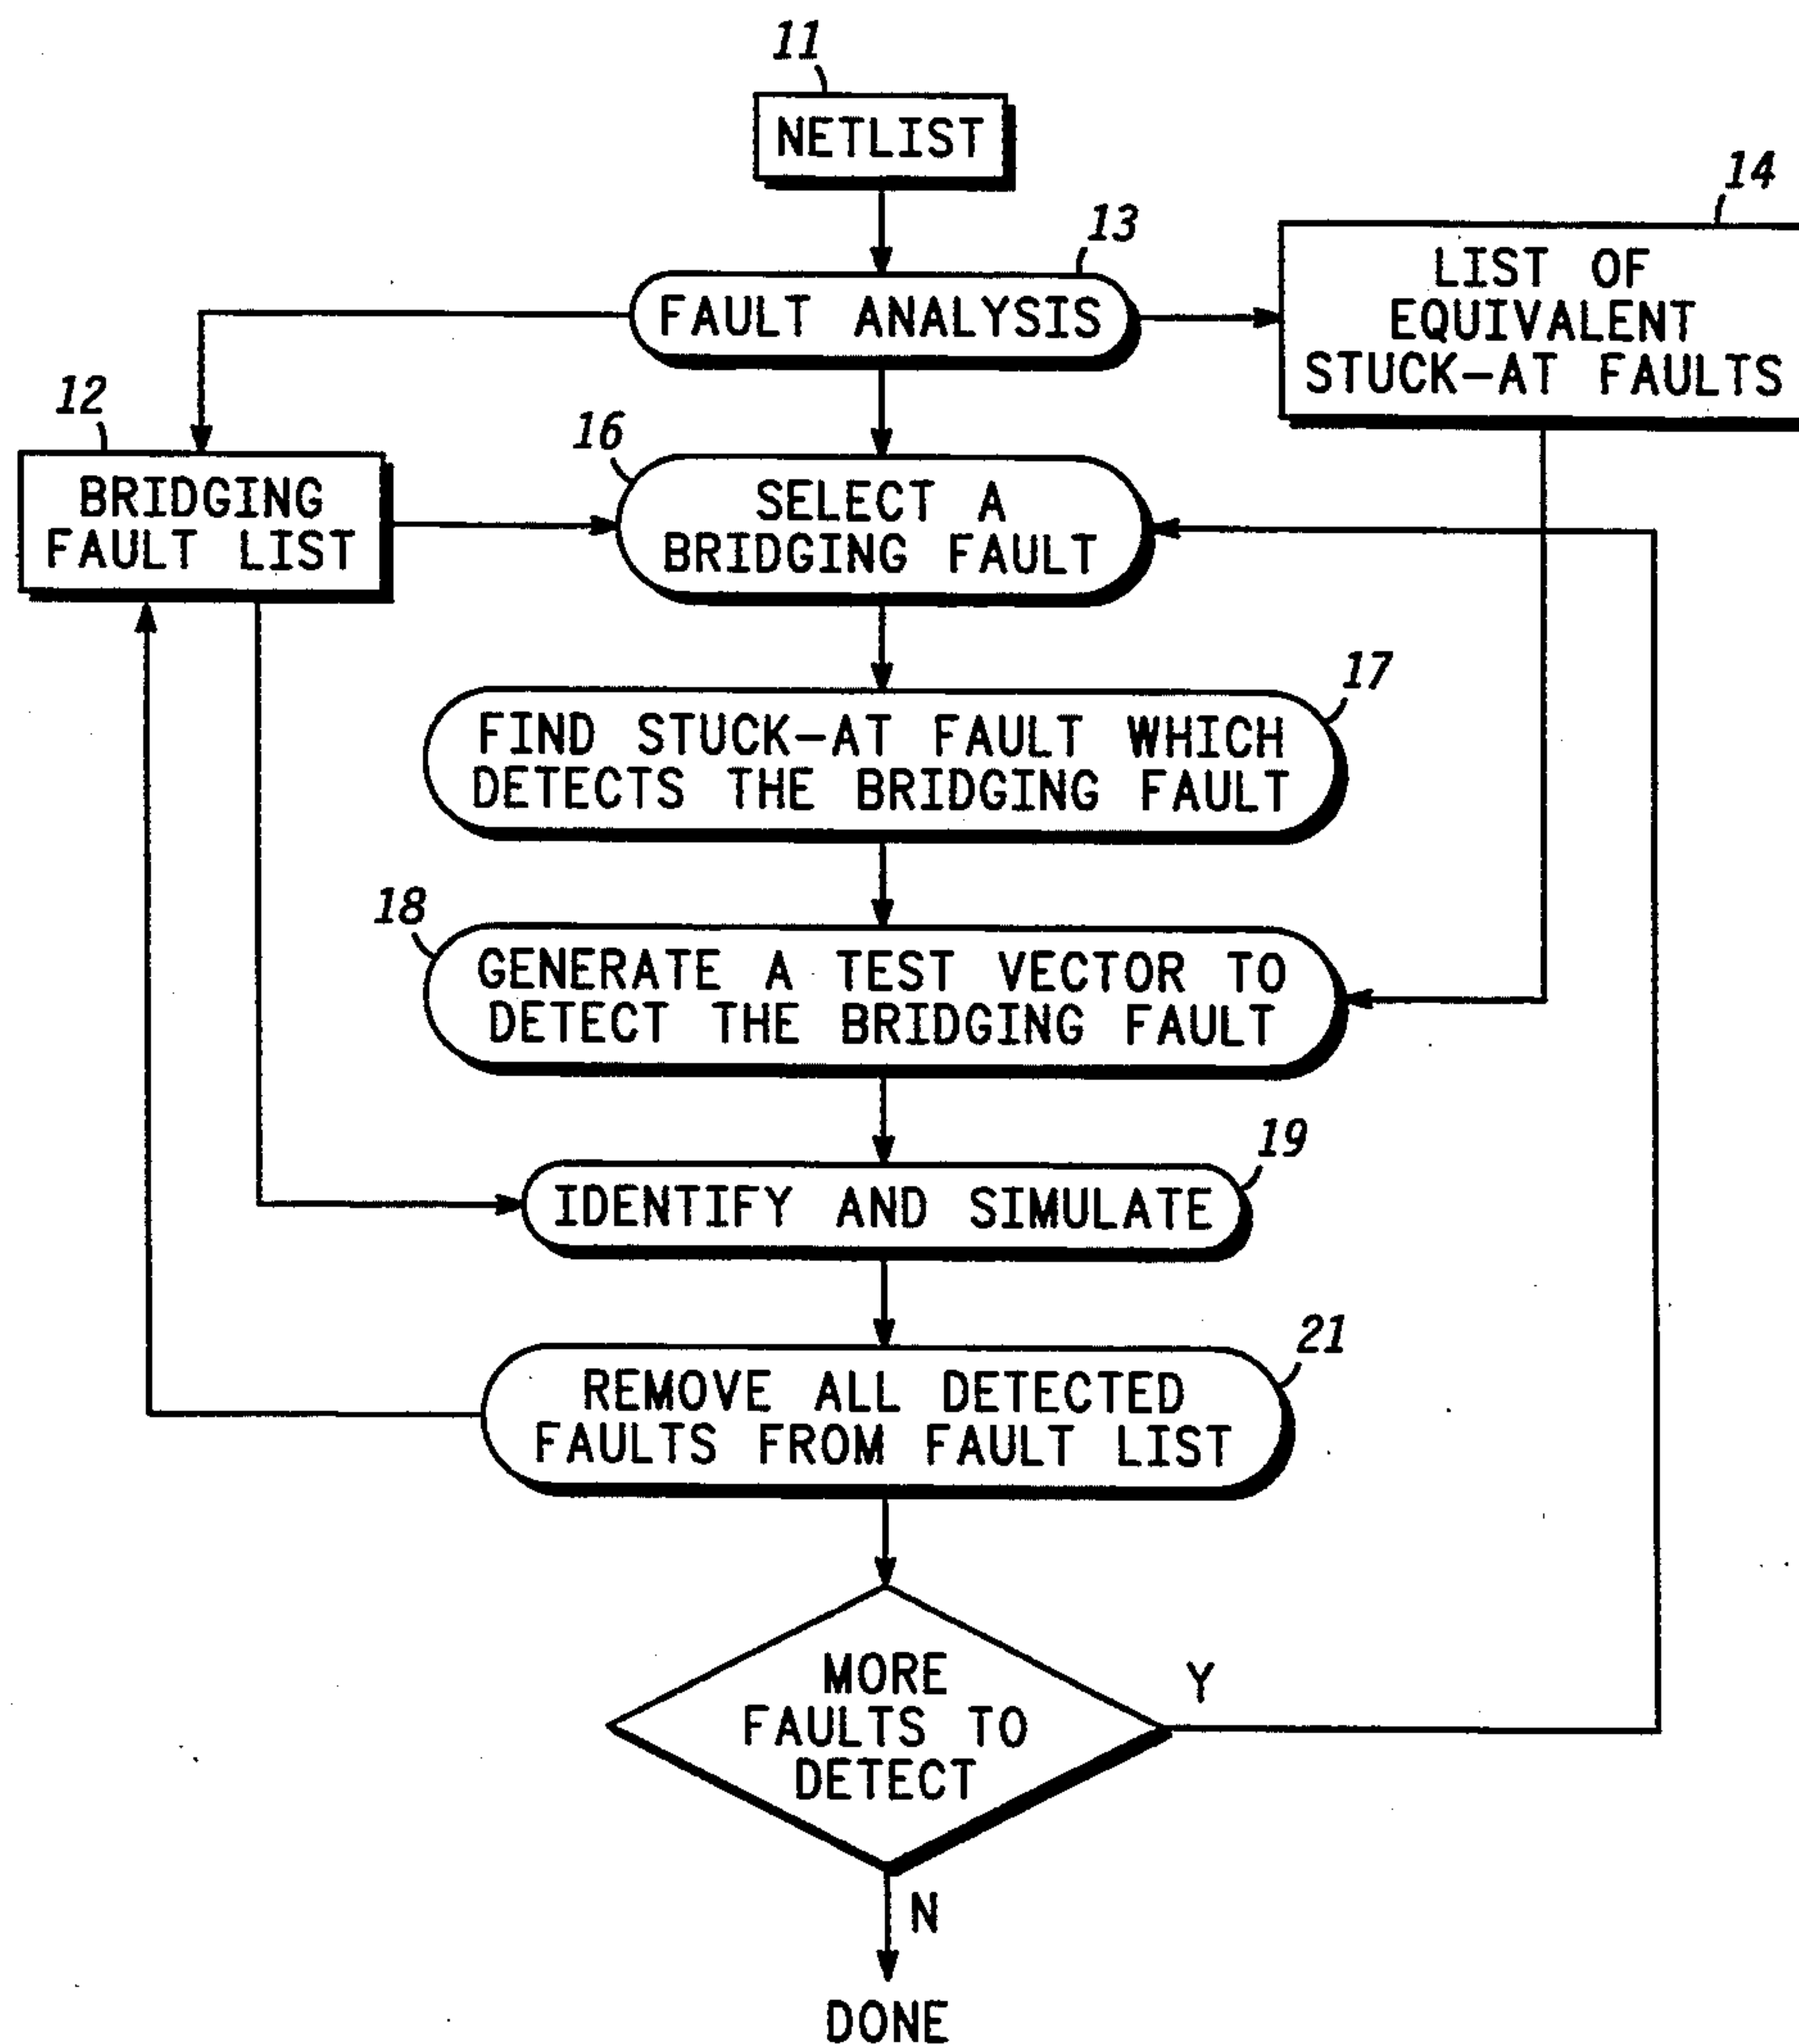 11
NETLIST
14
13
LIST OF
EQUIVALENT
STUCK-AT FAULTS
FAULT ANALYSIS
12
BRIDGING
FAULT LIST
16
SELECT A
BRIDGING FAULT
17
FIND STUCK-AT FAULT WHICH
DETECTS THE BRIDGING FAULT
18
GENERATE A TEST VECTOR TO
DETECT THE BRIDGING FAULT
19
IDENTIFY AND SIMULATE
21
REMOVE ALL DETECTED
FAULTS FROM FAULT LIST
MORE
FAULTS TO
DETECT
Y
N
DONE